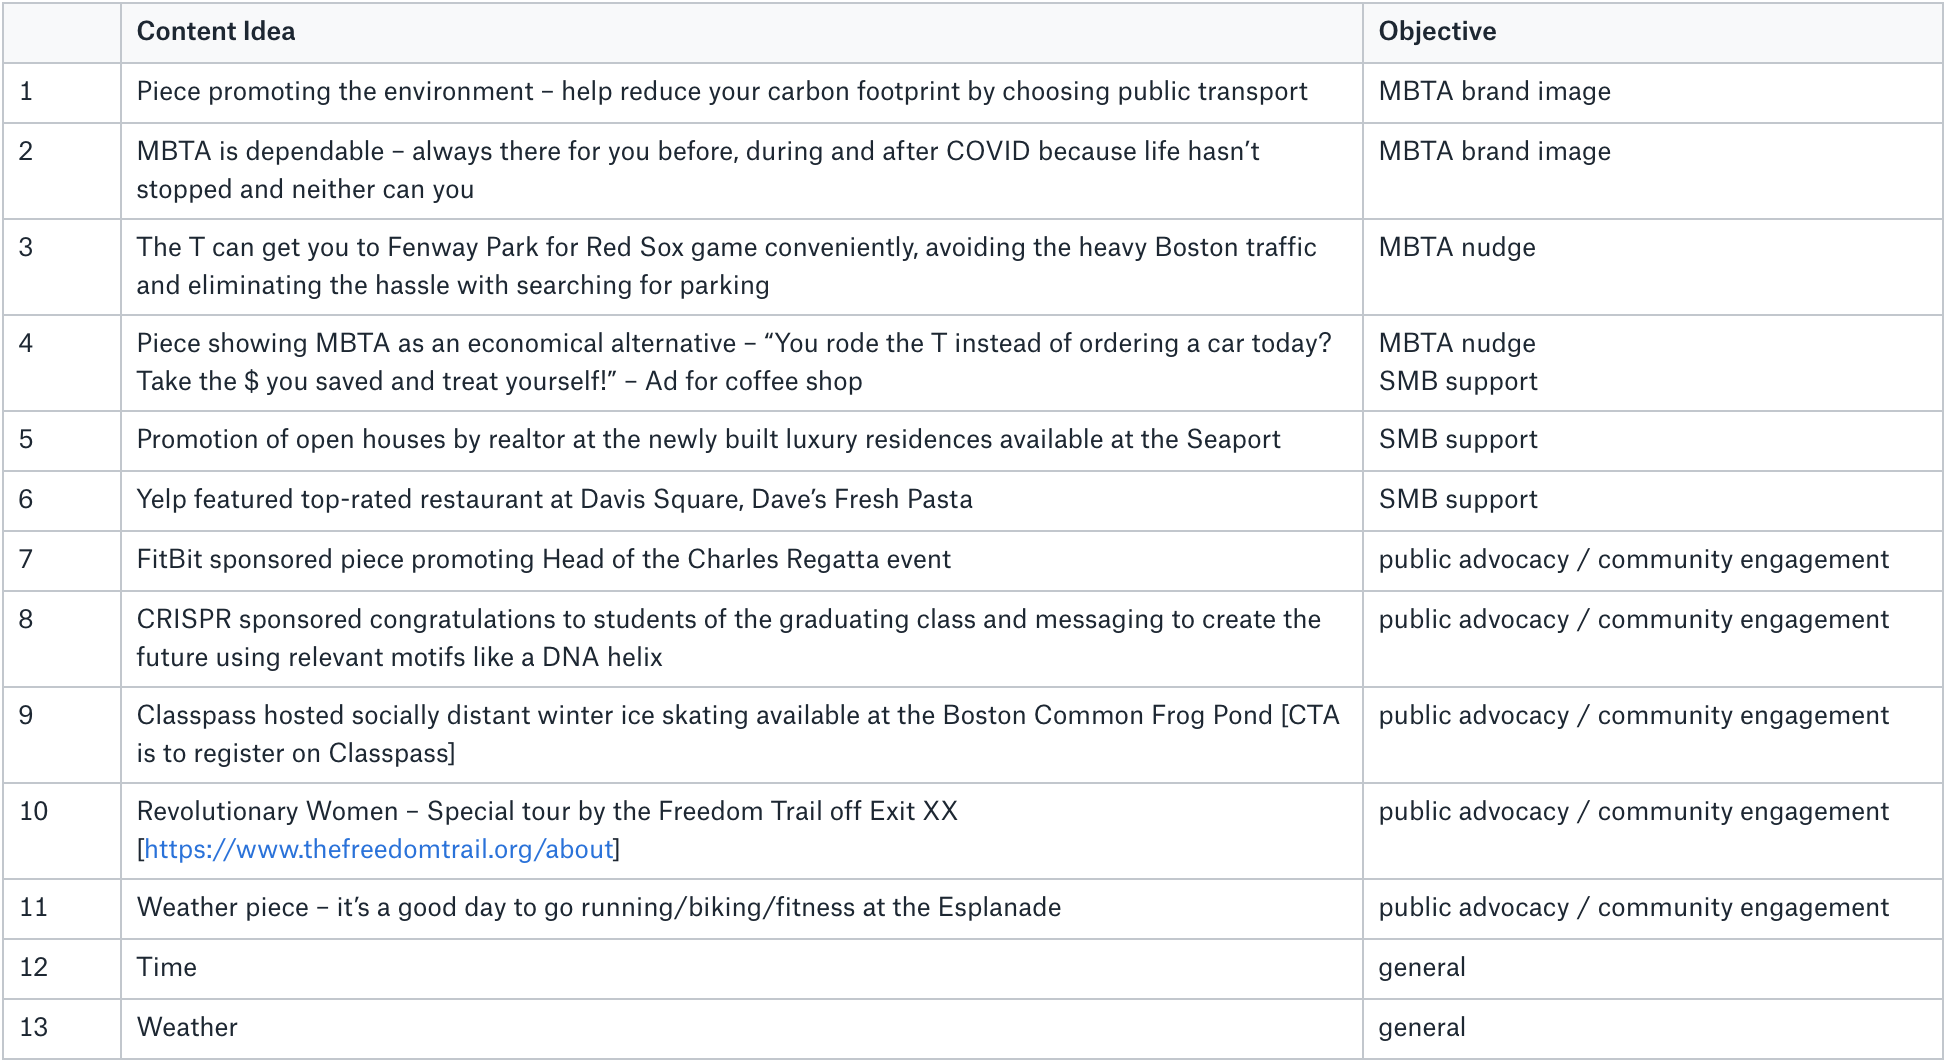 Content Idea Objective
1 Piece promoting the environment – help reduce your carbon footprint by choosing public transport MBTA brand image
2 MBTA is dependable – always there for you before, during and after COVID because life hasn’t MBTA brand image
stopped and neither can you
3 The T can get you to Fenway Park for Red Sox game conveniently, avoiding the heavy Boston traffic MBTA nudge
and eliminating the hassle with searching for parking
4 Piece showing MBTA as an economical alternative – “You rode the T instead of ordering a car today? MBTA nudge
Take the $ you saved and treat yourself!” – Ad for coffee shop SMB support
5 Promotion of open houses by realtor at the newly built luxury residences available at the Seaport SMB support
6 Yelp featured top-rated restaurant at Davis Square, Dave’s Fresh Pasta SMB support
7 FitBit sponsored piece promoting Head of the Charles Regatta event public advocacy / community engagement
8 CRISPR sponsored congratulations to students of the graduating class and messaging to create the public advocacy / community engagement
future using relevant motifs like a DNA helix
9 Classpass hosted socially distant winter ice skating available at the Boston Common Frog Pond [CTA public advocacy / community engagement
is to register on Classpass]
10 Revolutionary Women – Special tour by the Freedom Trail off Exit XX public advocacy / community engagement
[https://www.thefreedomtrail.org/about]
11 Weather piece – it’s a good day to go running/biking/fitness at the Esplanade public advocacy / community engagement
12 Time general
13 Weather general